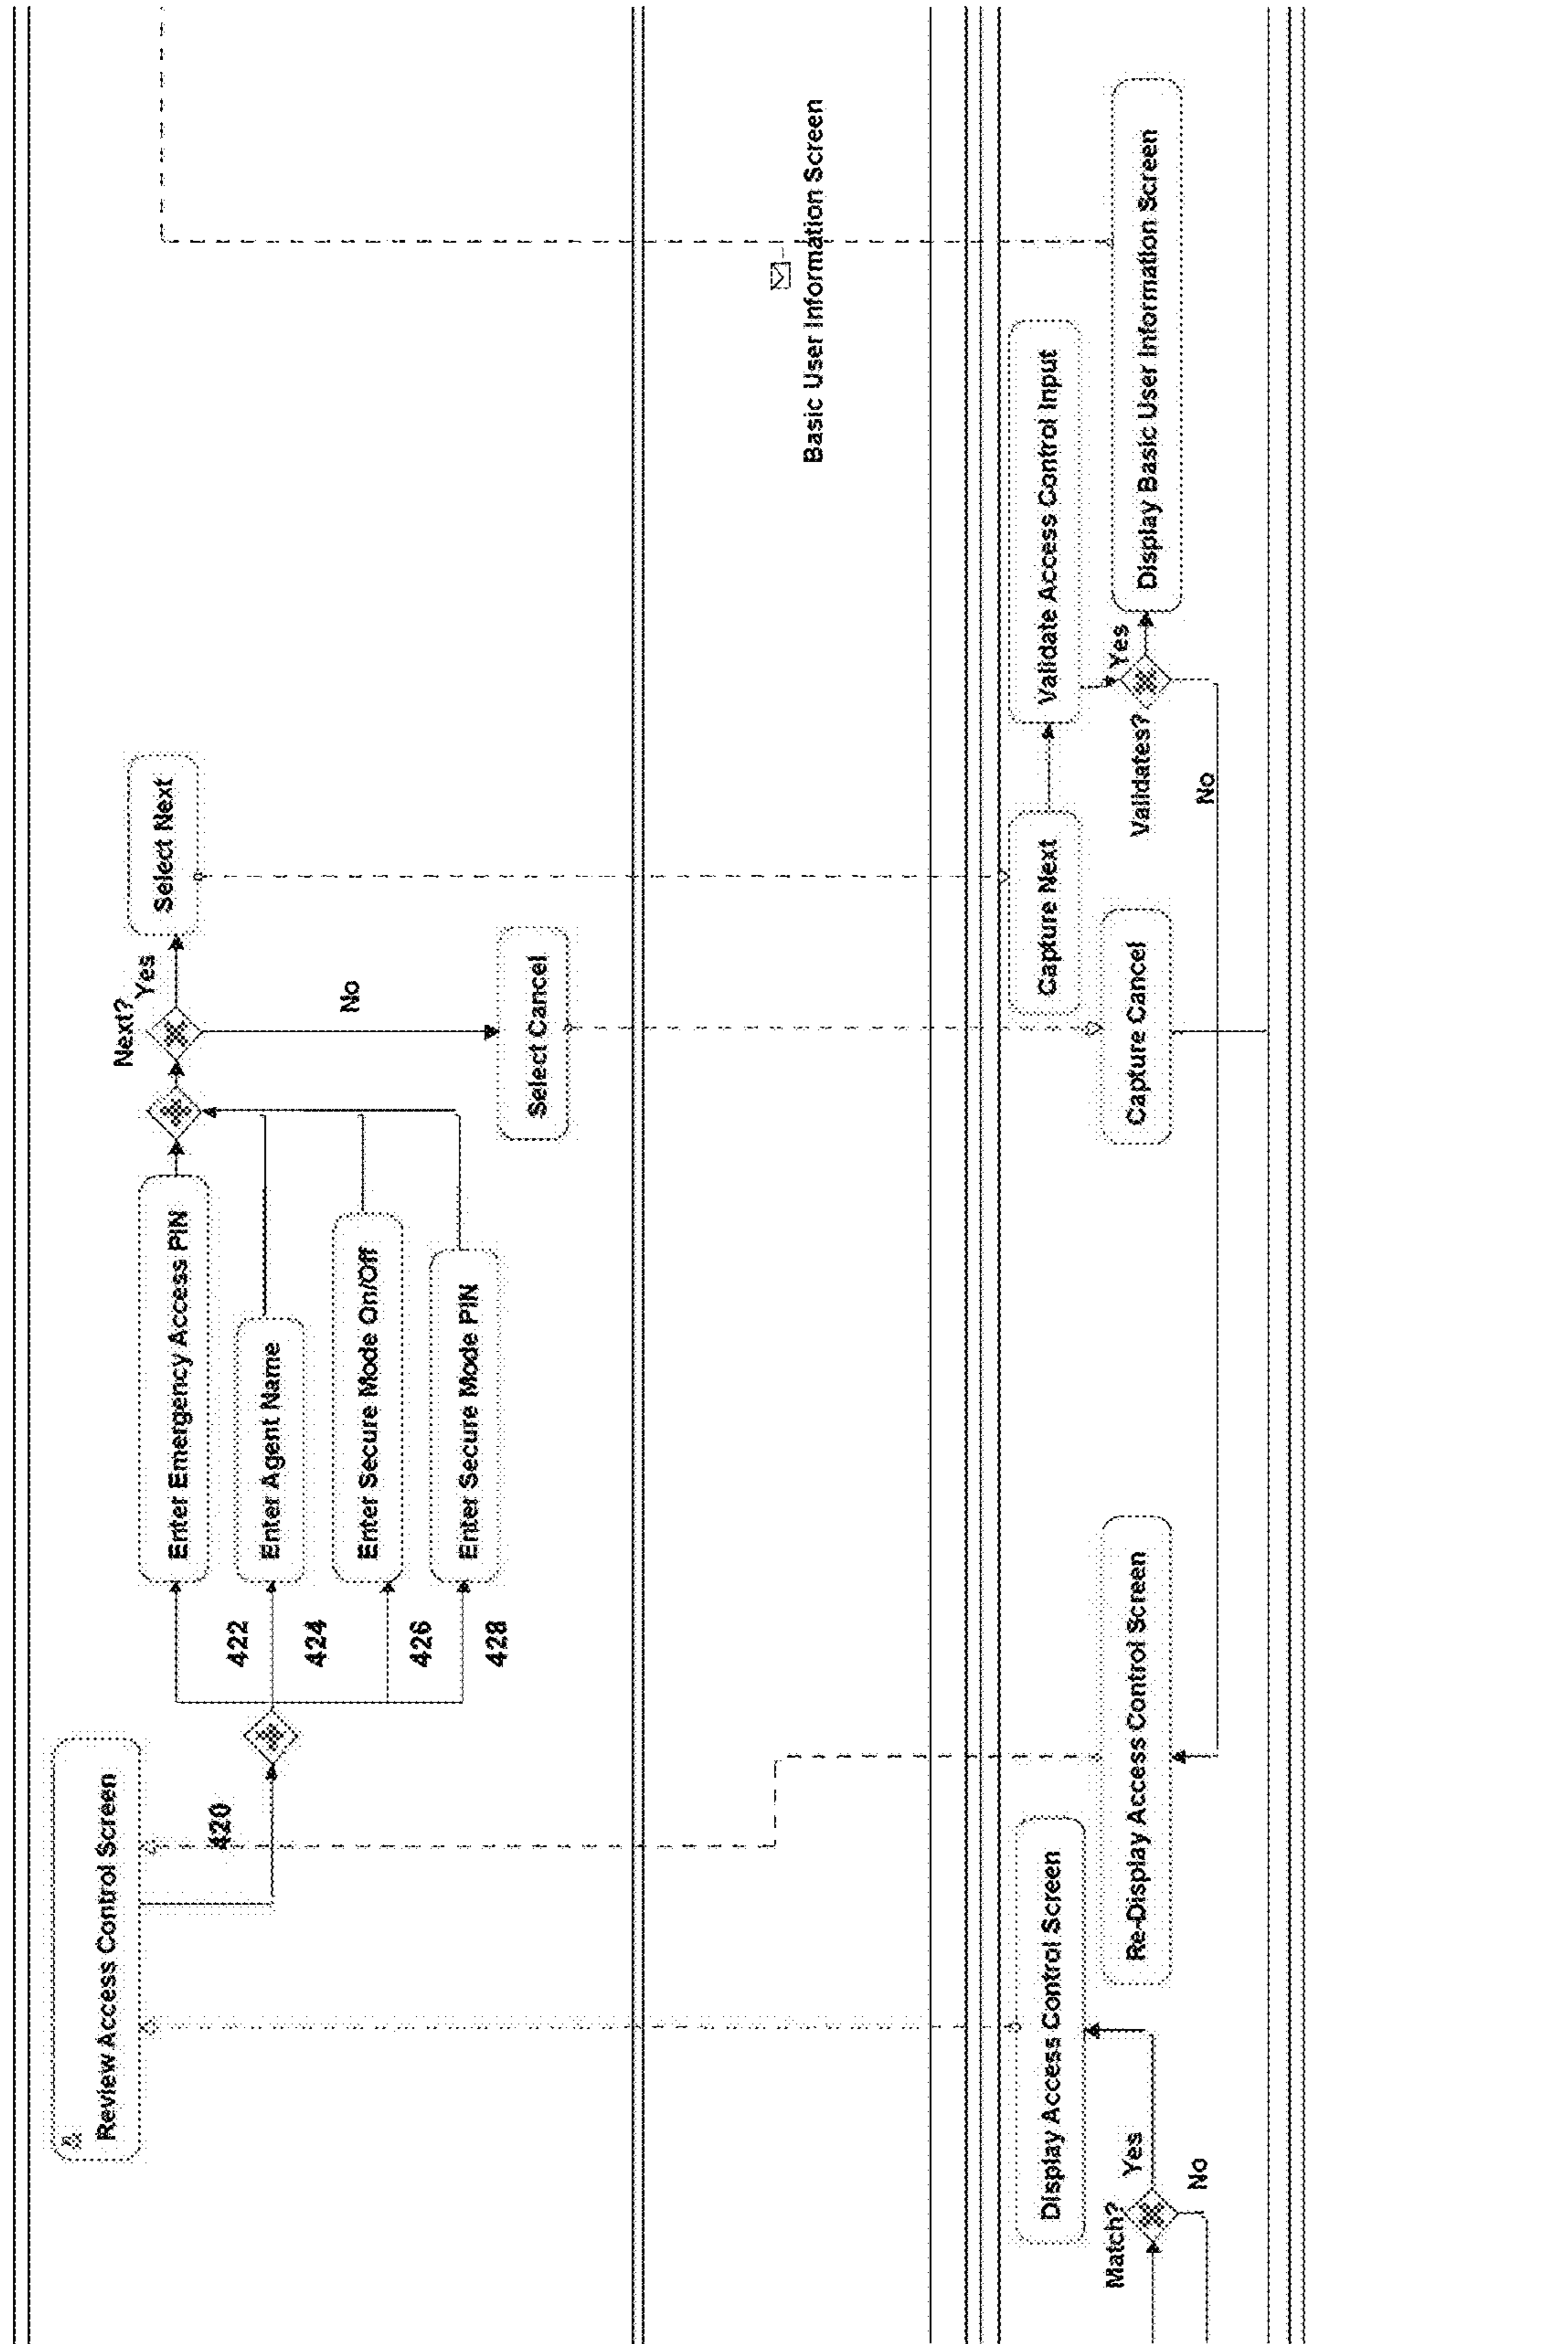 Review Access Control Screen
420
422
Enter Emergency Access PIN
424
Enter Agent Name
426
Enter Secure Mode On/Off
428
Enter Secure Mode PIN
Next?
Yes
Select Next
No
Select Cancel
Basic User Information Screen
Match?
Yes
No
Display Access Control Screen
Re-Display Access Control Screen
Capture Next
Capture Cancel
Validate Access Control Input
Validates?
Yes
No
Display Basic User Information Screen